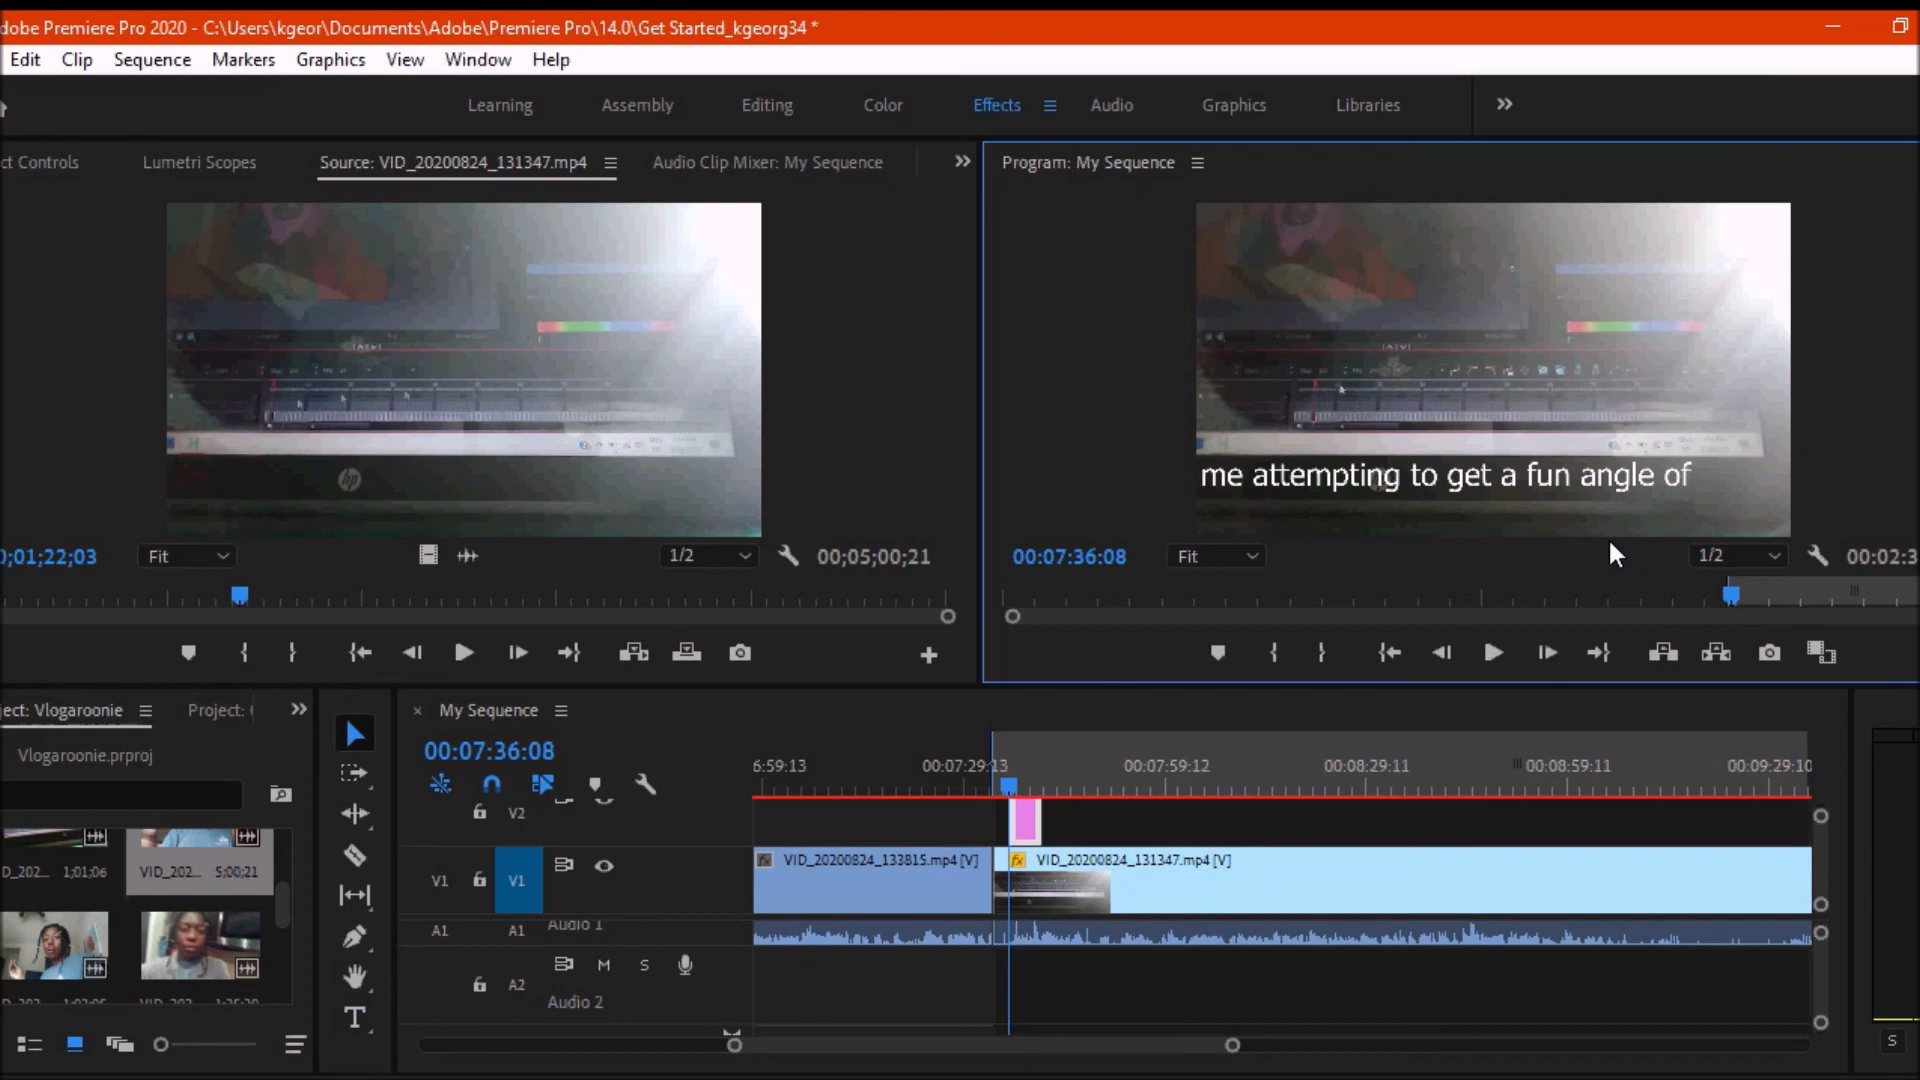 dobe Premiere Pro 2020 - C:\Users\kgeor\Documents\Adobe\Premiere Pro\14.0\Get Started_kgeorg34 *
Edit Clip Sequence Markers Graphics View Window Help
Learning Assembly Editing Color Effects Audio Graphics Libraries
ct Controls Lumetri Scopes Source: VID_20200824_131347.mp4 Audio Clip Mixer: My Sequence
Program: My Sequence
hp
me attempting to get a fun angle of
0;01;22;03 Fit 1/2 00;05;00;21
00:07:36:08 Fit 1/2 00:02:3
ject: Vlogaroonie Project:
Vlogaroonie.prproj
My Sequence
00:07:36:08
6:59:13 00:07:29:13 00:07:59:12 00:08:29:11 00:08:59:11 00:09:29:10
V2
V1 V1
fx VID_20200824_133815.mp4 [V]
fx VID_20200824_131347.mp4 [V]
A1 A1 Audio 1
M S
A2
Audio 2
D_202... 1;01;06 VID_202... 5;00;21
T
S